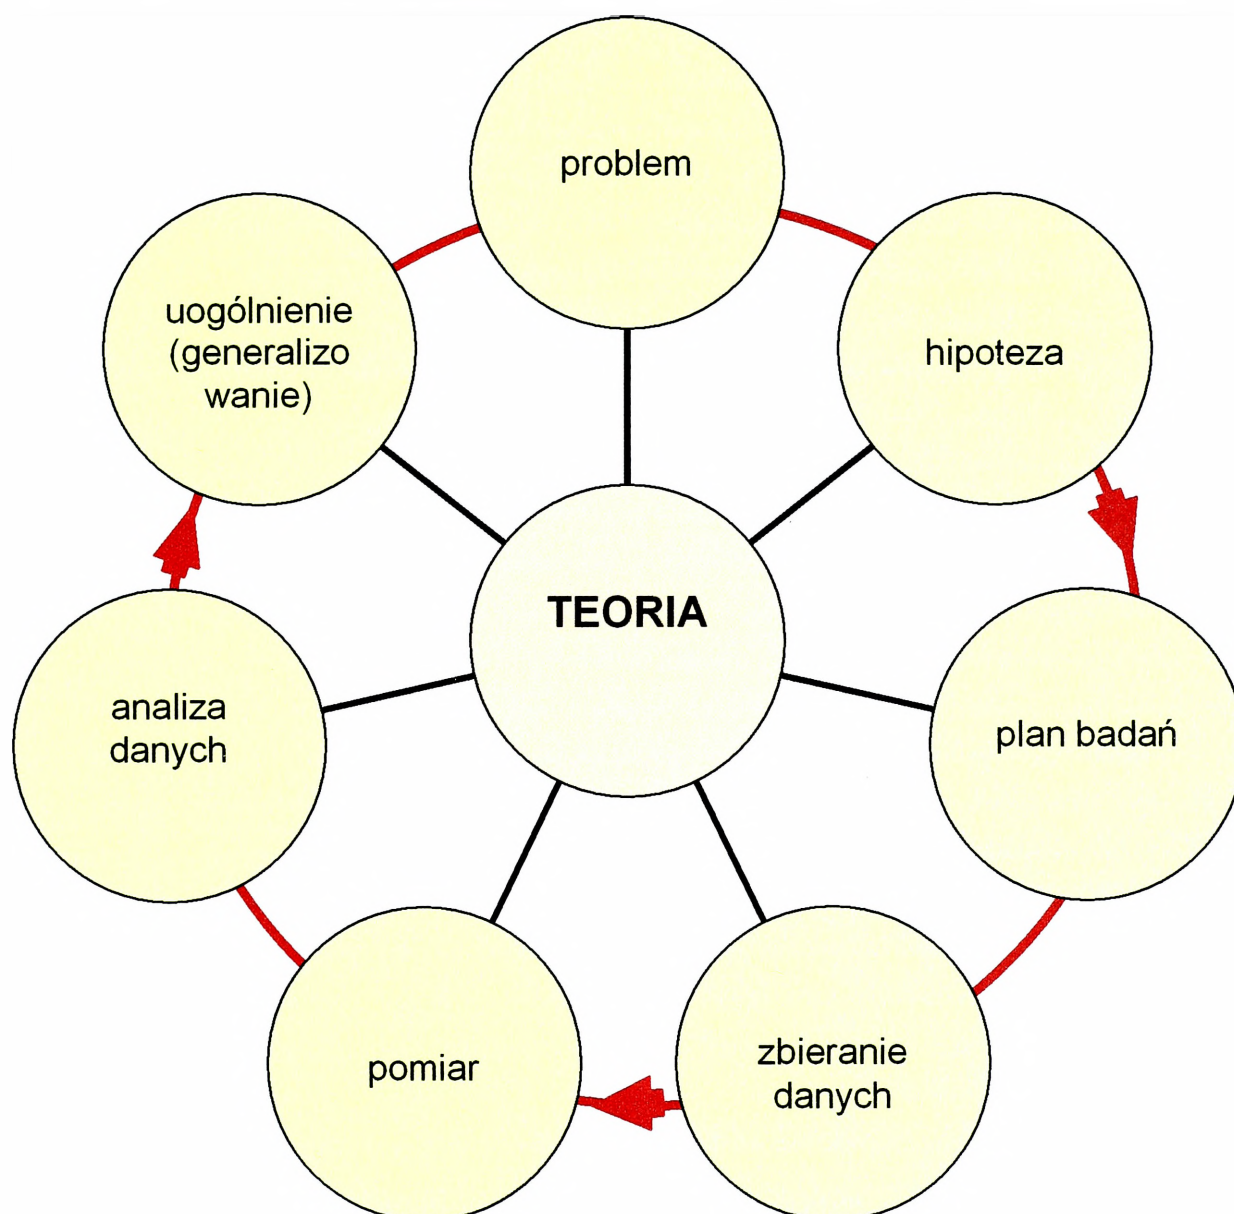 problem
hipoteza
plan badań
zbieranie
danych
pomiar
analiza
danych
uogólnienie
(generalizo
wanie)
TEORIA